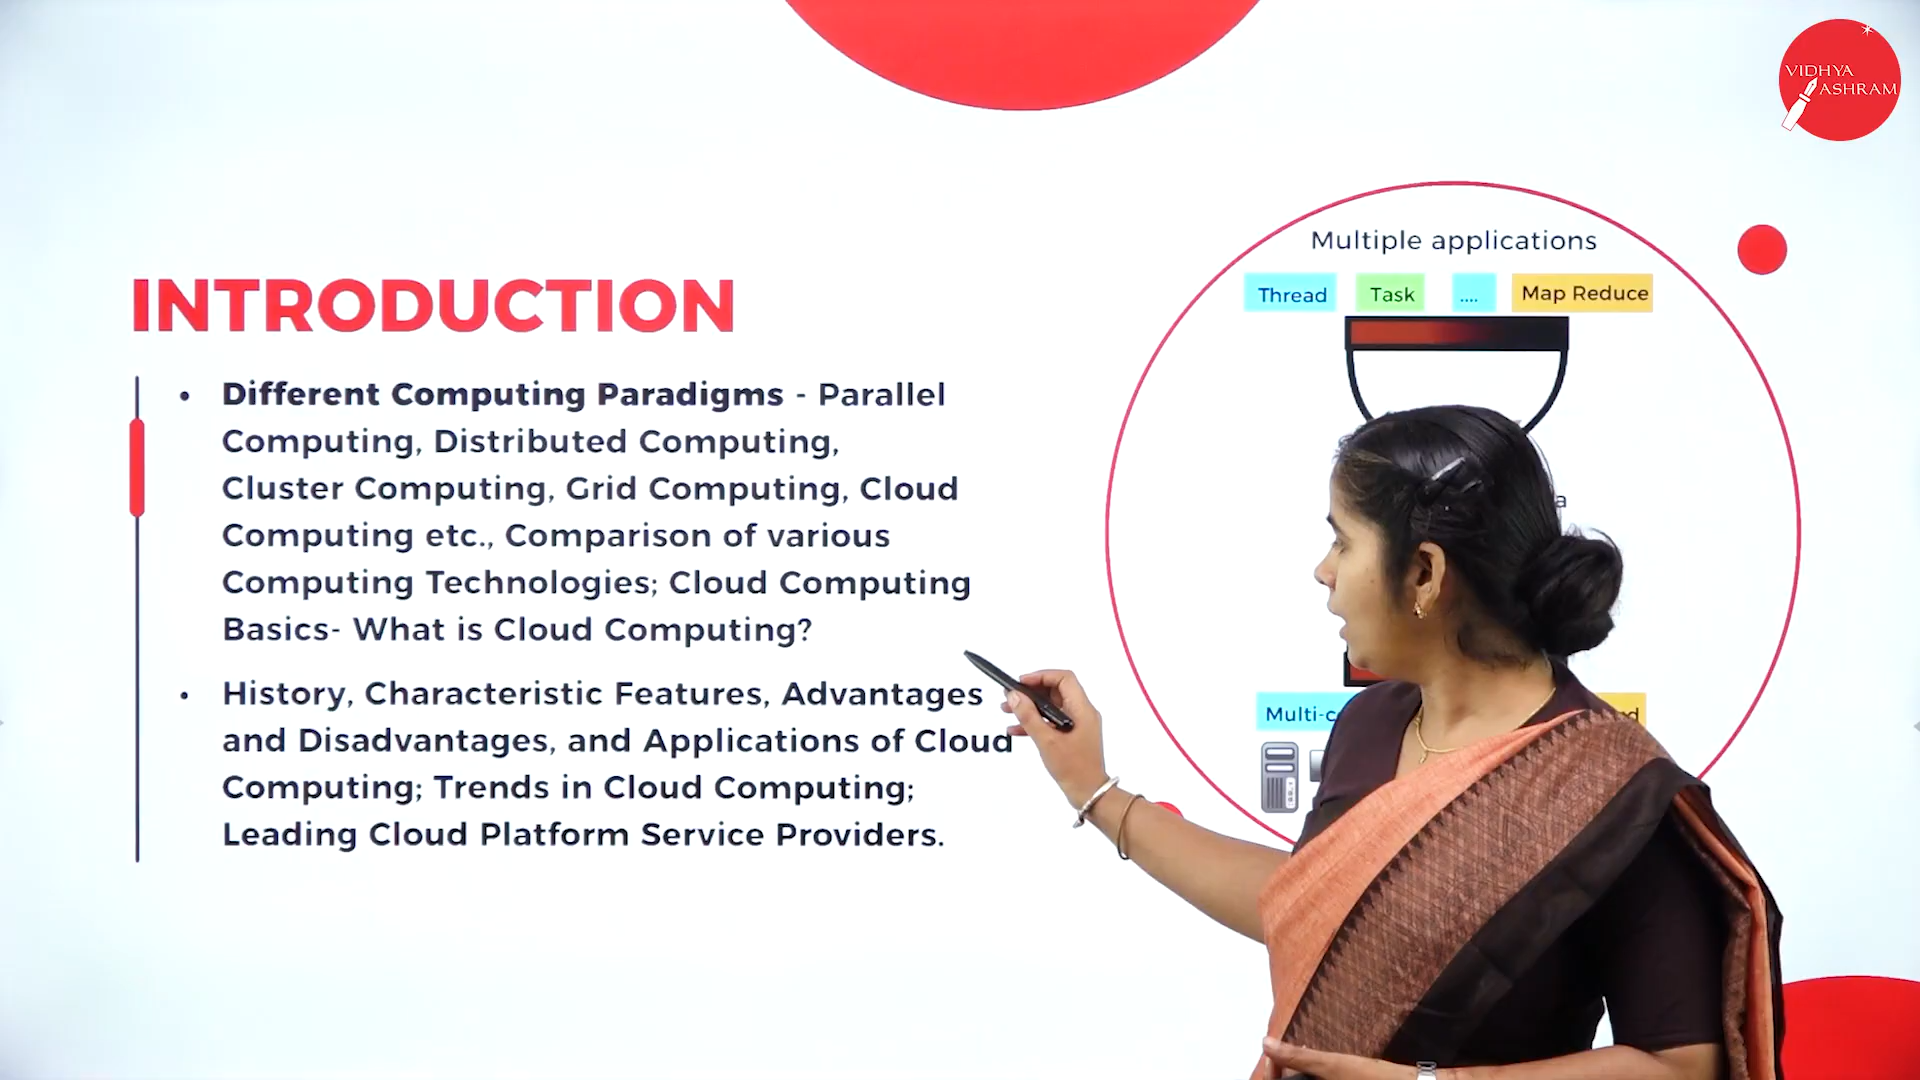 VIDHYA
ASHRAM
Multiple applications
Thread Task .... Map Reduce
INTRODUCTION
• Different Computing Paradigms - Parallel
Computing, Distributed Computing,
Cluster Computing, Grid Computing, Cloud
Computing etc., Comparison of various
Computing Technologies; Cloud Computing
Basics- What is Cloud Computing?
• History, Characteristic Features, Advantages
and Disadvantages, and Applications of Cloud
Computing; Trends in Cloud Computing;
Leading Cloud Platform Service Providers.